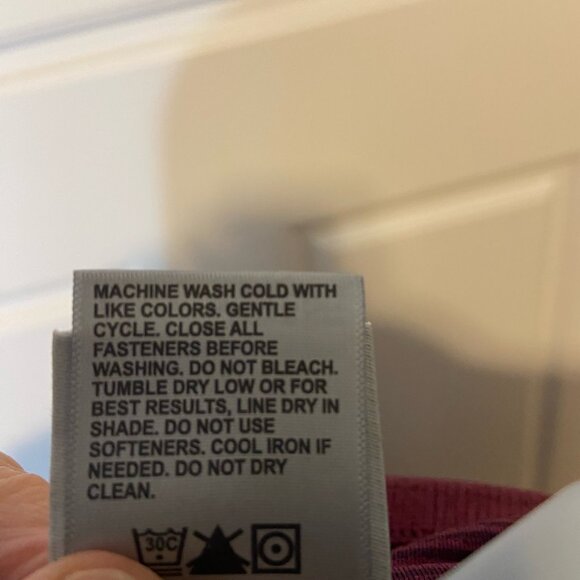 MACHINE WASH COLD WITH
LIKE COLORS. GENTLE
CYCLE. CLOSE ALL
FASTENERS BEFORE
WASHING. DO NOT BLEACH.
TUMBLE DRY LOW OR FOR
BEST RESULTS, LINE DRY IN
SHADE. DO NOT USE
SOFTENERS. COOL IRON IF
NEEDED. DO NOT DRY
CLEAN.
30C